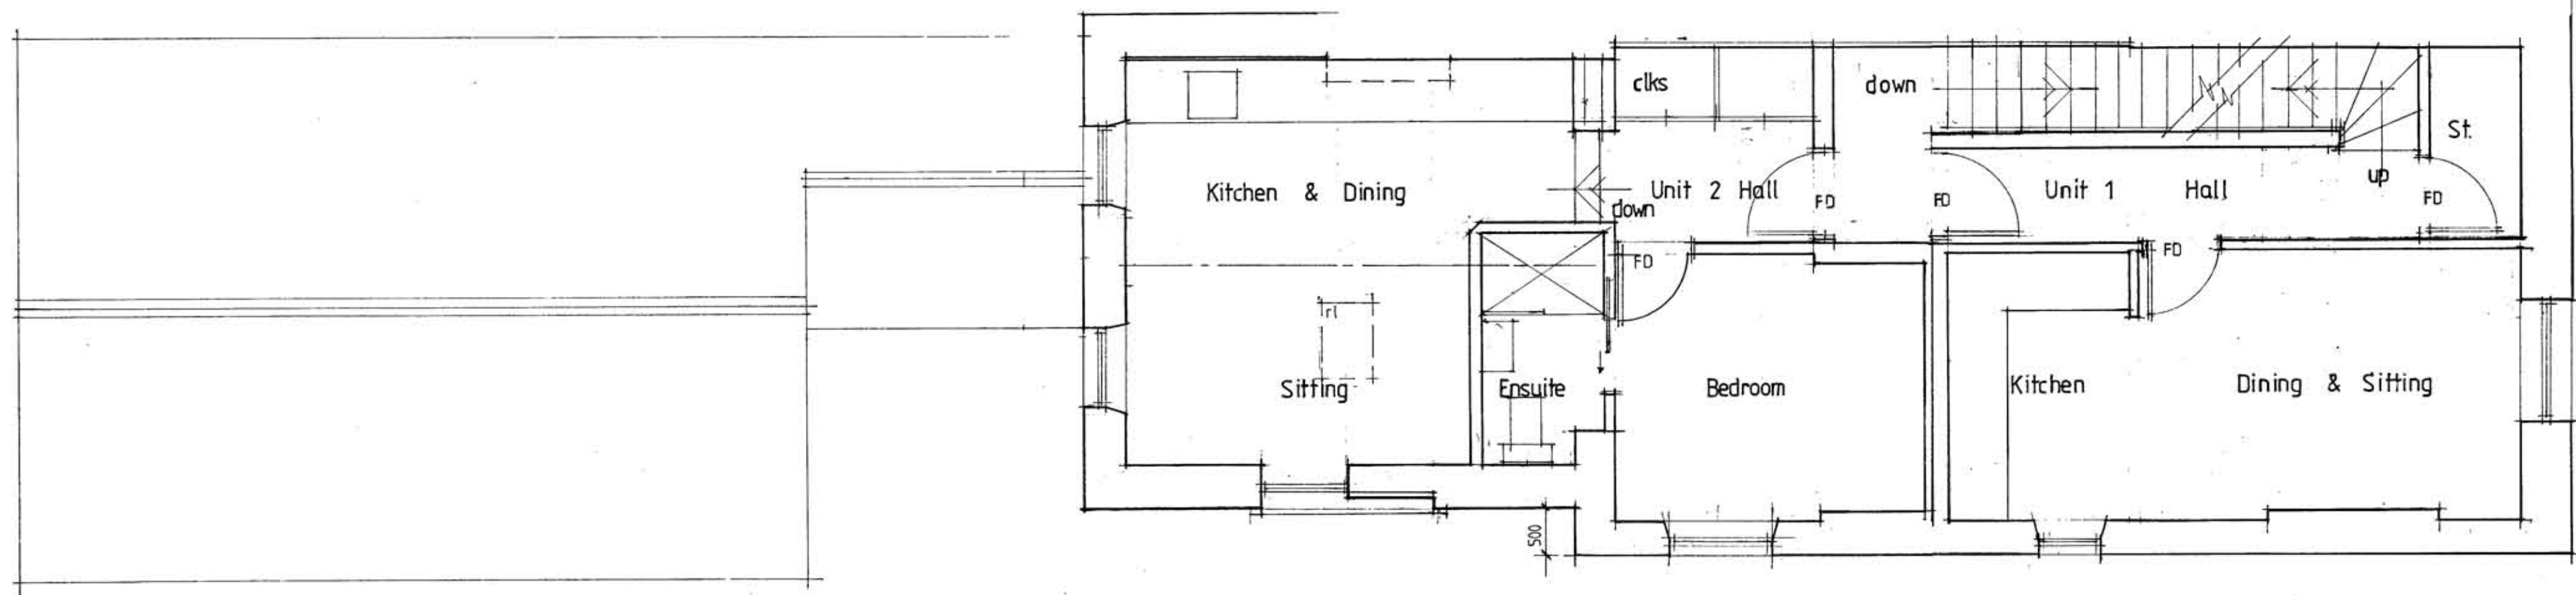 clks
down
St.
Kitchen & Dining
Unit 2 Hall
FD
FD
Unit 1 Hall
up
FD
down
FD
FD
rl
Sitting
Ensuite
Bedroom
Kitchen
Dining & Sitting
500